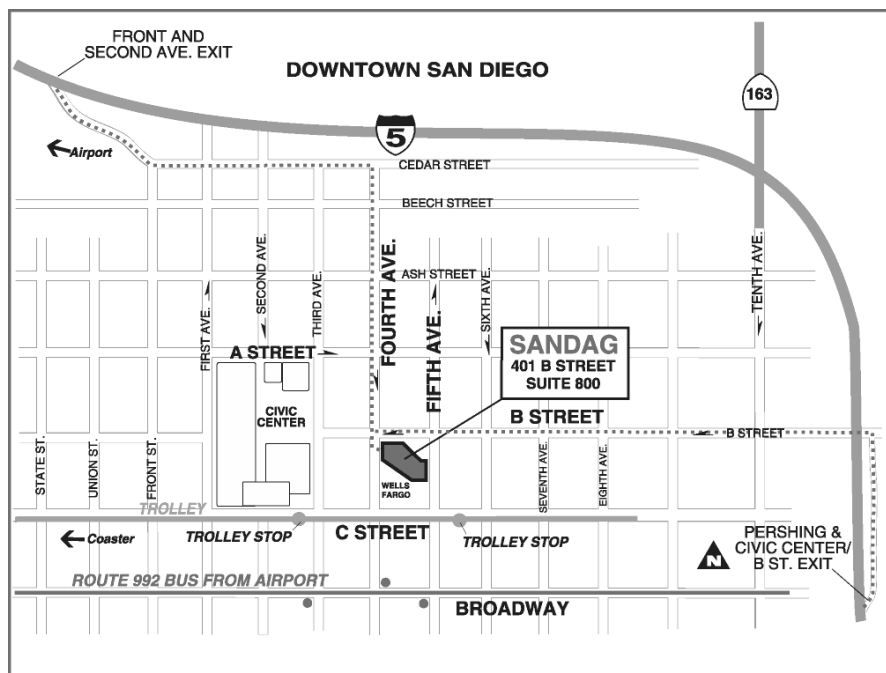 FRONT AND
SECOND AVE. EXIT
DOWNTOWN SAN DIEGO
163
5
Airport
CEDAR STREET
BEECH STREET
ASH STREET
FIRST AVE.
SECOND AVE.
THIRD AVE.
FOURTH AVE.
FIFTH AVE.
SIXTH AVE.
TENTH AVE.
A STREET
SANDAG
401 B STREET
SUITE 800
CIVIC
CENTER
B STREET
B STREET
STATE ST.
UNION ST.
FRONT ST.
WELLS
FARGO
SEVENTH AVE.
EIGHTH AVE.
TROLLEY
Coaster
TROLLEY STOP
C STREET
TROLLEY STOP
N
PERSHING &
CIVIC CENTER/
B ST. EXIT
ROUTE 992 BUS FROM AIRPORT
BROADWAY